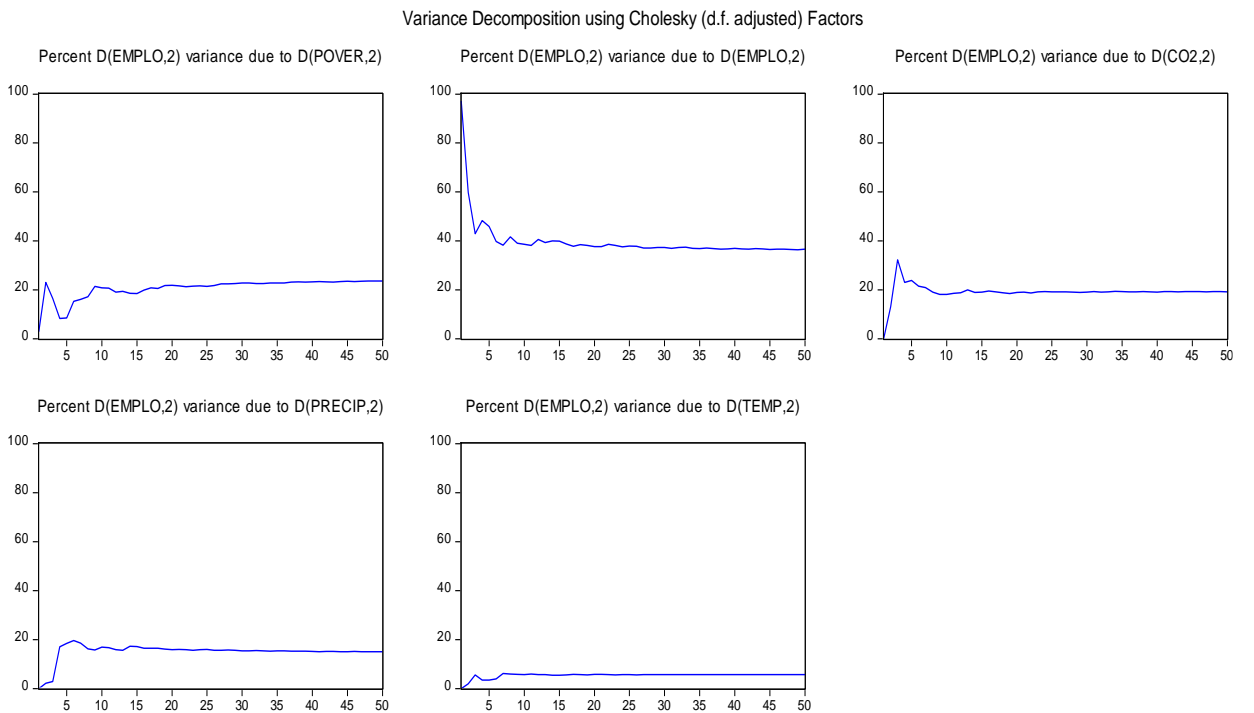 Variance Decomposition using Cholesky (d.f. adjusted) Factors
Percent D(EMPLO,2) variance due to D(POVER,2)
100
80
60
40
20
0
5 10 15 20 25 30 35 40 45 50
Percent D(EMPLO,2) variance due to D(EMPLO,2)
100
80
60
40
20
0
5 10 15 20 25 30 35 40 45 50
Percent D(EMPLO,2) variance due to D(CO2,2)
100
80
60
40
20
0
5 10 15 20 25 30 35 40 45 50
Percent D(EMPLO,2) variance due to D(PRECIP,2)
100
80
60
40
20
0
5 10 15 20 25 30 35 40 45 50
Percent D(EMPLO,2) variance due to D(TEMP,2)
100
80
60
40
20
0
5 10 15 20 25 30 35 40 45 50